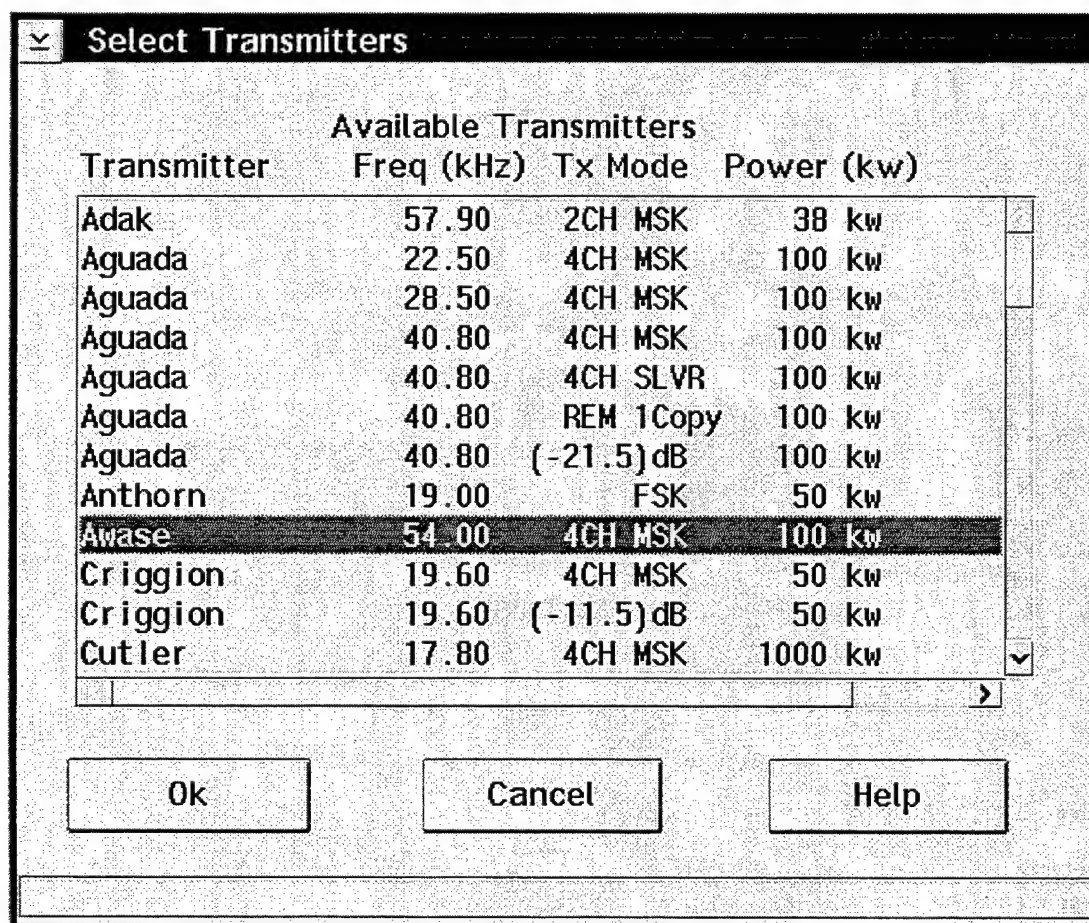 Select Transmitters
Available Transmitters
Transmitter Freq (kHz) Tx Mode Power (kw)
Adak 57.90 2CH MSK 38 kw
Aguada 22.50 4CH MSK 100 kw
Aguada 28.50 4CH MSK 100 kw
Aguada 40.80 4CH MSK 100 kw
Aguada 40.80 4CH SLVR 100 kw
Aguada 40.80 REM 1Copy 100 kw
Aguada 40.80 (-21.5)dB 100 kw
Anthorn 19.00 FSK 50 kw
Awase 54.00 4CH MSK 100 kw
Criggion 19.60 4CH MSK 50 kw
Criggion 19.60 (-11.5)dB 50 kw
Cutler 17.80 4CH MSK 1000 kw
Ok Cancel Help